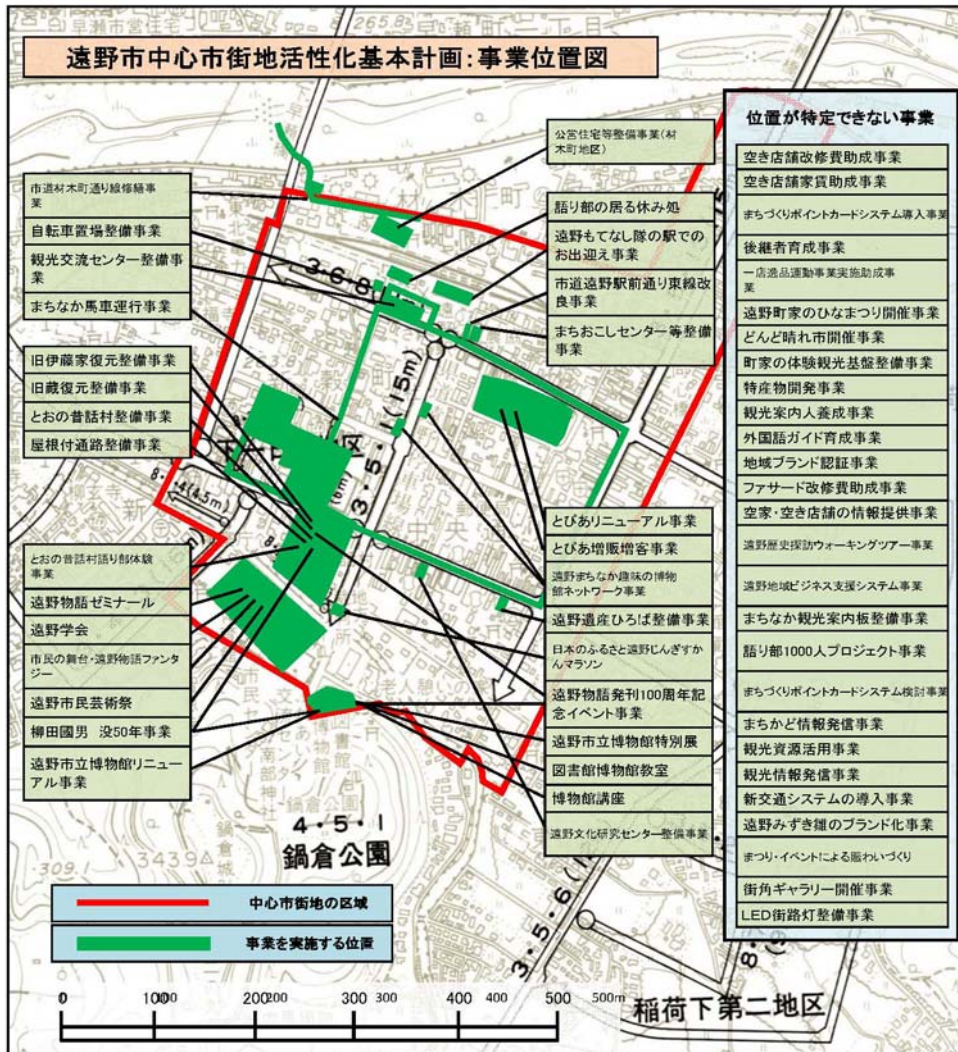 遠野市中心市街地活性化基本計画:事業位置図
市道材木町通り線修繕事
業
自転車置場整備事業
観光交流センター整備事
業
まちなか馬車運行事業
旧伊藤家復元整備事業
旧蔵復元整備事業
とおの昔話村整備事業
屋根付通路整備事業
とおの昔話村語り部体験
事業
遠野物語ゼミナール
遠野学会
市民の舞台・遠野物語ファンタ
ジー
遠野市民芸術祭
柳田國男 没50年事業
遠野市立博物館リニュー
アル事業
公営住宅等整備事業(材
木町地区)
語り部の居る休み処
遠野もてなし隊の駅での
お出迎え事業
市道遠野駅前通り東線改
良事業
まちおこしセンター等整備
事業
とぴあリニューアル事業
とぴあ増販増客事業
遠野まちなか趣味の博物
館ネットワーク事業
遠野遺産ひろば整備事業
日本のふるさと遠野じんぎすか
んマラソン
遠野物語発刊100周年記
念イベント事業
遠野市立博物館特別展
図書館博物館教室
博物館講座
遠野文化研究センター整備事業
位置が特定できない事業
空き店舗改修費助成事業
空き店舗家賃助成事業
まちづくりポイントカードシステム導入事業
後継者育成事業
一店逸品運動事業実施助成事
業
遠野町家のひなまつり開催事業
どんど晴れ市開催事業
町家の体験観光基盤整備事業
特産物開発事業
観光案内人養成事業
外国語ガイド育成事業
地域ブランド認証事業
ファサード改修費助成事業
空家・空き店舗の情報提供事業
遠野歴史探訪ウォーキングツアー事業
遠野地域ビジネス支援システム事業
まちなか観光案内板整備事業
語り部1000人プロジェクト事業
まちづくりポイントカードシステム検討事業
まちかど情報発信事業
観光資源活用事業
観光情報発信事業
新交通システムの導入事業
遠野みずき雛のブランド化事業
まつり・イベントによる賑わいづくり
街角ギャラリー開催事業
LED街路灯整備事業
3・6・8
3・5・1(15m)
4・5・1
鍋倉公園
3・5・6
稲荷下第二地区
中心市街地の区域
事業を実施する位置
0 100 200 300 400 500m